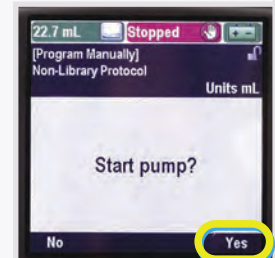 22.7 mL Stopped
[Program Manually]
Non-Library Protocol
Units mL
Start pump?
No Yes